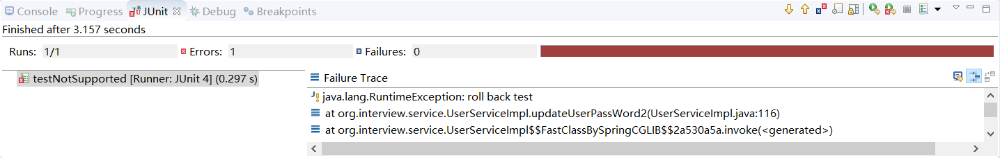 Console Progress JUnit Debug Breakpoints
Finished after 3.157 seconds
Runs: 1/1 Errors: 1 Failures: 0
testNotSupported [Runner: JUnit 4] (0.297 s)
Failure Trace
java.lang.RuntimeException: roll back test
at org.interview.service.UserServiceImpl.updateUserPassWord2(UserServiceImpl.java:116)
at org.interview.service.UserServiceImpl$$FastClassBySpringCGLIB$$2a530a5a.invoke(<generated>)